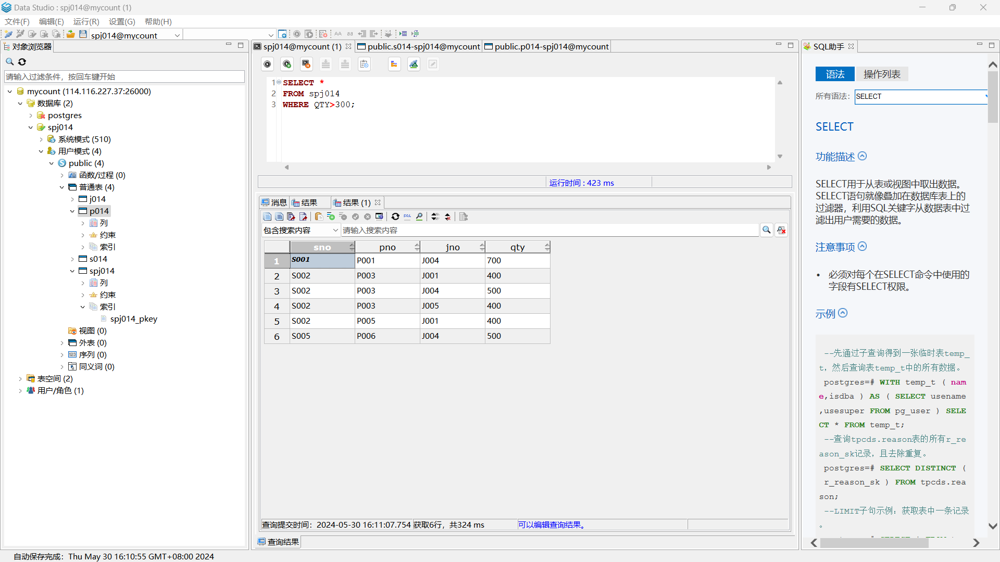 Data Studio : spj014@mycount (1)
文件(F) 编辑(E) 运行(R) 设置(G) 帮助(H)
spj014@mycount
对象浏览器
请输入过滤条件，按回车键开始
mycount (114.116.227.37:26000)
数据库 (2)
postgres
spj014
系统模式 (510)
用户模式 (4)
public (4)
函数/过程 (0)
普通表 (4)
j014
p014
列
约束
索引
s014
spj014
列
约束
索引
spj014_pkey
视图 (0)
外表 (0)
序列 (0)
同义词 (0)
表空间 (2)
用户/角色 (1)
spj014@mycount (1) public.s014-spj014@mycount public.p014-spj014@mycount
1 SELECT *
2 FROM spj014
3 WHERE QTY>300;
运行时间 : 423 ms
消息 结果 结果 (1)
包含搜索内容 请输入搜索内容
sno pno jno qty
1 S001 P001 J004 700
2 S002 P003 J001 400
3 S002 P003 J004 500
4 S002 P003 J005 400
5 S002 P005 J001 400
6 S005 P006 J004 500
查询提交时间：2024-05-30 16:11:07.754 获取6行，共324 ms 可以编辑查询结果。
查询结果
SQL助手
语法 操作列表
所有语法: SELECT
SELECT
功能描述
SELECT用于从表或视图中取出数据。
SELECT语句就像叠加在数据库表上的
过滤器，利用SQL关键字从数据表中过
滤出用户需要的数据。
注意事项
• 必须对每个在SELECT命令中使用的
字段有SELECT权限。
示例
--先通过子查询得到一张临时表temp_
t，然后查询表temp_t中的所有数据。
postgres=# WITH temp_t ( nam
e,isdba ) AS ( SELECT usename
,usesuper FROM pg_user ) SELE
CT * FROM temp_t;
--查询tpcds.reason表的所有r_re
ason_sk记录，且去除重复。
postgres=# SELECT DISTINCT (
r_reason_sk ) FROM tpcds.rea
son;
--LIMIT子句示例：获取表中一条记录
。
自动保存完成：Thu May 30 16:10:55 GMT+08:00 2024